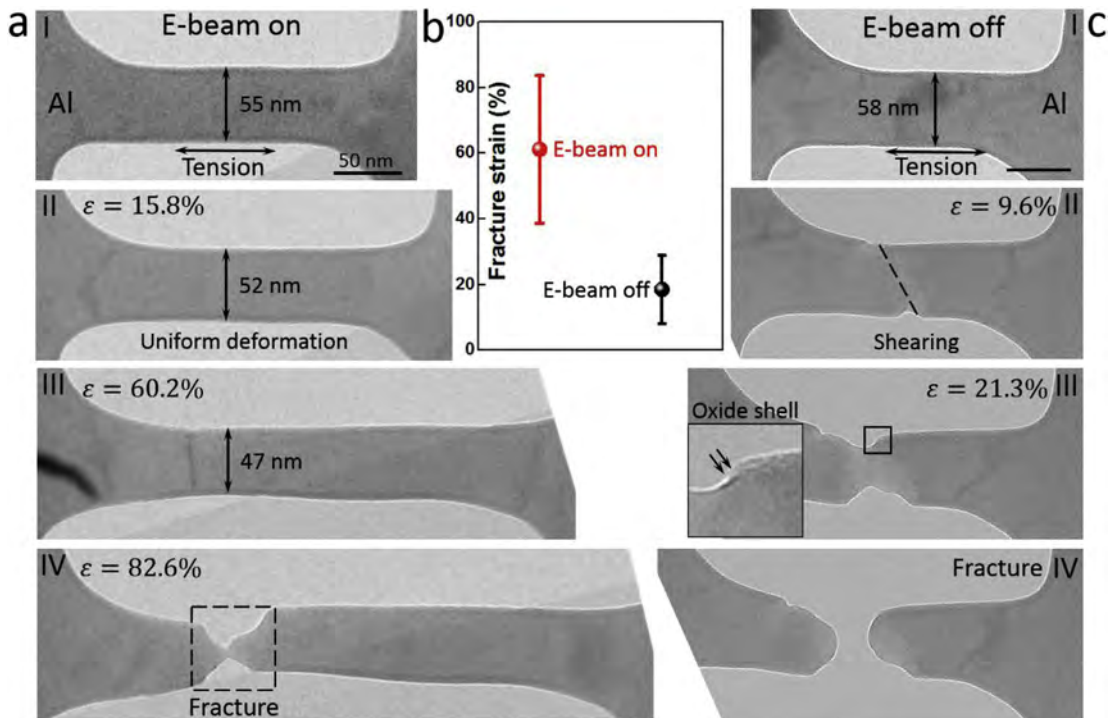 a
I
E-beam on
Al
55 nm
Tension
50 nm
II
ε = 15.8%
52 nm
Uniform deformation
III
ε = 60.2%
47 nm
IV
ε = 82.6%
Fracture
b
100
80
60
40
20
0
Fracture strain (%)
E-beam on
E-beam off
c
E-beam off
I
58 nm
Al
Tension
ε = 9.6%
II
Shearing
ε = 21.3%
III
Oxide shell
Fracture
IV